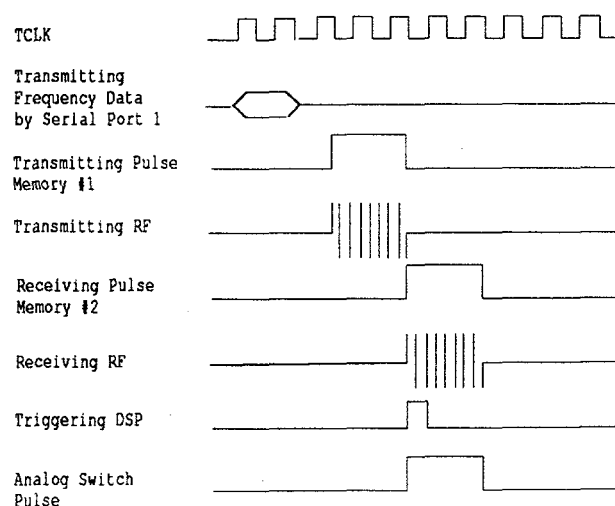 TCLK
Transmitting
Frequency Data
by Serial Port 1
Transmitting Pulse
Memory #1
Transmitting RF
Receiving Pulse
Memory #2
Receiving RF
Triggering DSP
Analog Switch
Pulse